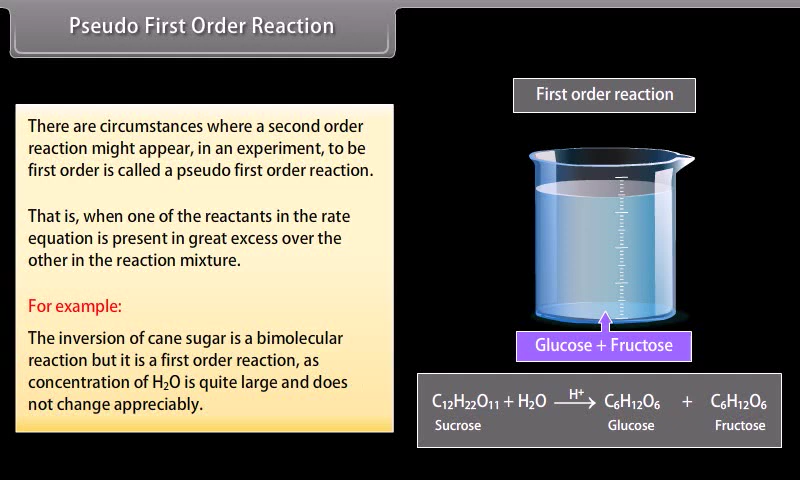 Pseudo First Order Reaction
There are circumstances where a second order
reaction might appear, in an experiment, to be
first order is called a pseudo first order reaction.
That is, when one of the reactants in the rate
equation is present in great excess over the
other in the reaction mixture.
For example:
The inversion of cane sugar is a bimolecular
reaction but it is a first order reaction, as
concentration of H₂O is quite large and does
not change appreciably.
First order reaction
Glucose + Fructose
H⁺
C₁₂H₂₂O₁₁ + H₂O ⟶ C₆H₁₂O₆ + C₆H₁₂O₆
Sucrose Glucose Fructose